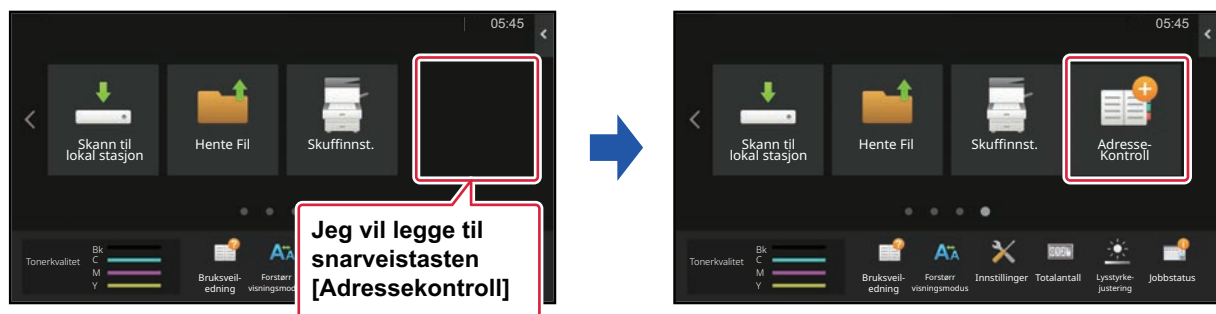 05:45
Skann til
lokal stasjon
Hente Fil
Skuffinnst.
Tonerkvalitet
Bk
C
M
Y
Bruksveil-
edning
Forstørr
visningsmodus
Jeg vil legge til
snarveistasten
[Adressekontroll]
05:45
Skann til
lokal stasjon
Hente Fil
Skuffinnst.
Adresse-
Kontroll
Tonerkvalitet
Bk
C
M
Y
Bruksveil-
edning
Forstørr
visningsmodus
Innstillinger
Totalantall
Lysstyrke-
justering
Jobbstatus